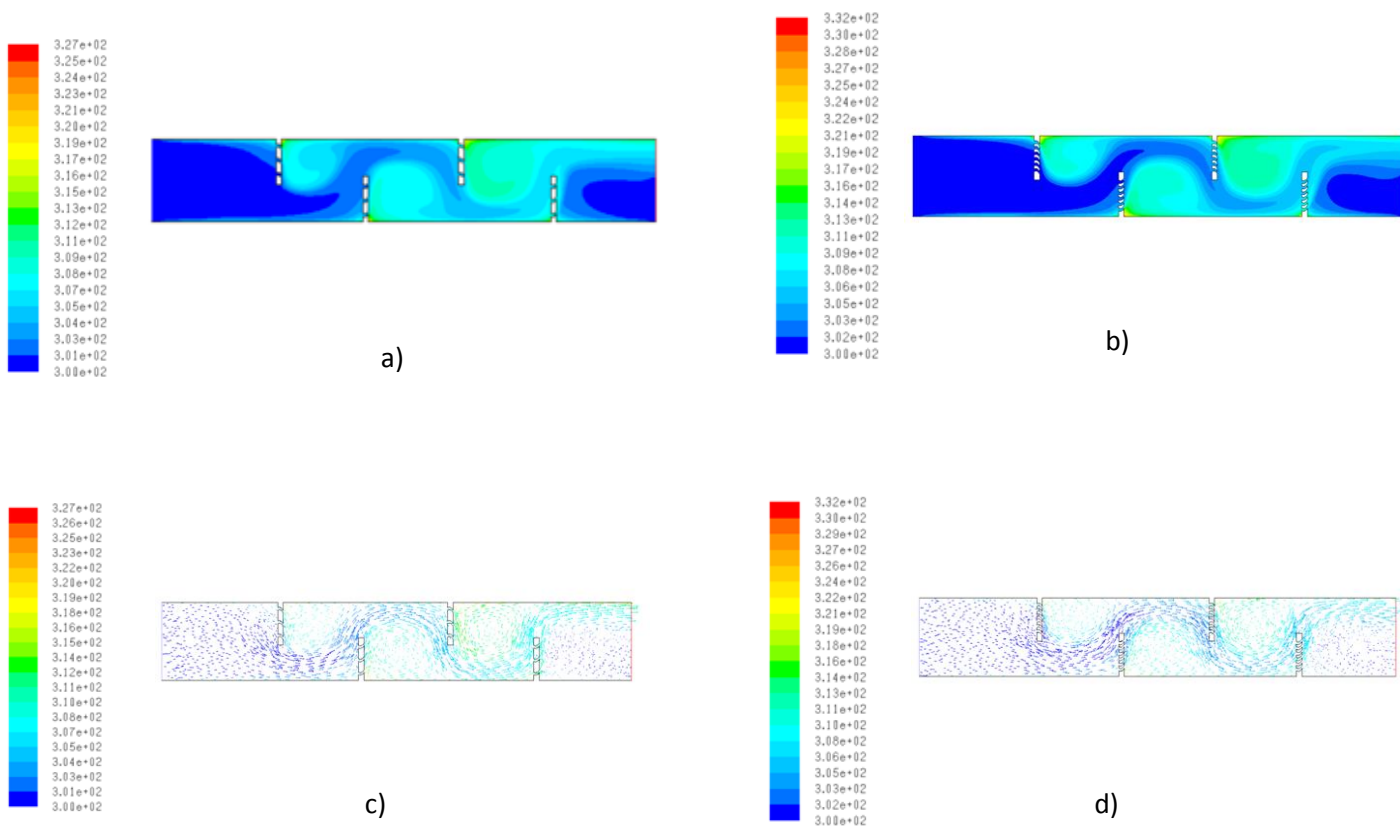 3.27e+02
3.25e+02
3.24e+02
3.23e+02
3.21e+02
3.20e+02
3.19e+02
3.17e+02
3.16e+02
3.15e+02
3.13e+02
3.12e+02
3.11e+02
3.09e+02
3.08e+02
3.07e+02
3.05e+02
3.04e+02
3.03e+02
3.01e+02
3.00e+02
a)
3.32e+02
3.30e+02
3.28e+02
3.27e+02
3.25e+02
3.24e+02
3.22e+02
3.21e+02
3.19e+02
3.17e+02
3.16e+02
3.14e+02
3.13e+02
3.11e+02
3.09e+02
3.08e+02
3.06e+02
3.05e+02
3.03e+02
3.02e+02
3.00e+02
b)
3.27e+02
3.26e+02
3.25e+02
3.23e+02
3.22e+02
3.20e+02
3.19e+02
3.18e+02
3.16e+02
3.15e+02
3.14e+02
3.12e+02
3.11e+02
3.10e+02
3.08e+02
3.07e+02
3.05e+02
3.04e+02
3.03e+02
3.01e+02
3.00e+02
c)
3.32e+02
3.30e+02
3.29e+02
3.27e+02
3.26e+02
3.24e+02
3.22e+02
3.21e+02
3.19e+02
3.18e+02
3.16e+02
3.14e+02
3.13e+02
3.11e+02
3.10e+02
3.08e+02
3.06e+02
3.05e+02
3.03e+02
3.02e+02
3.00e+02
d)